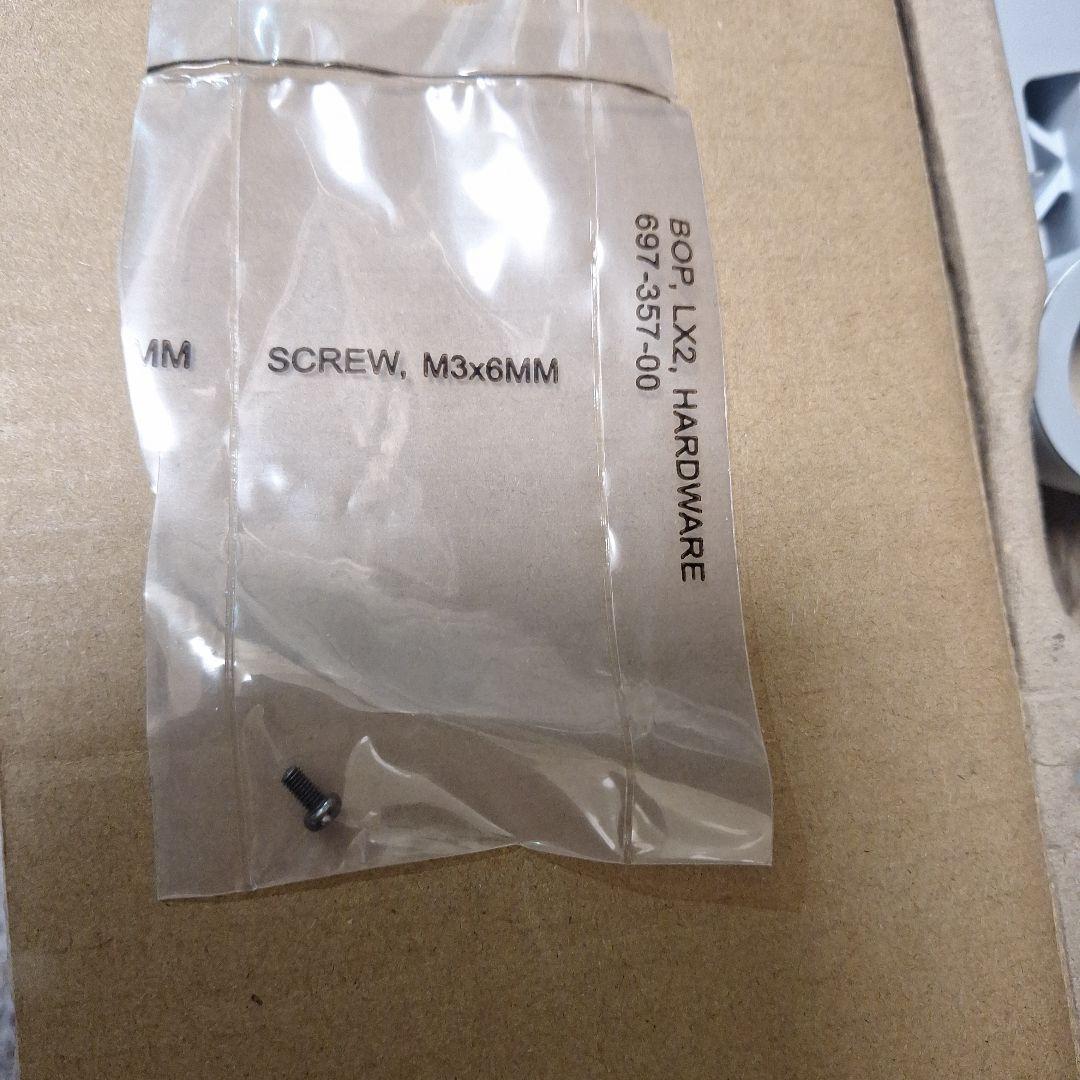 MM
SCREW, M3x6MM
BOP, LX2, HARDWARE
697-357-00